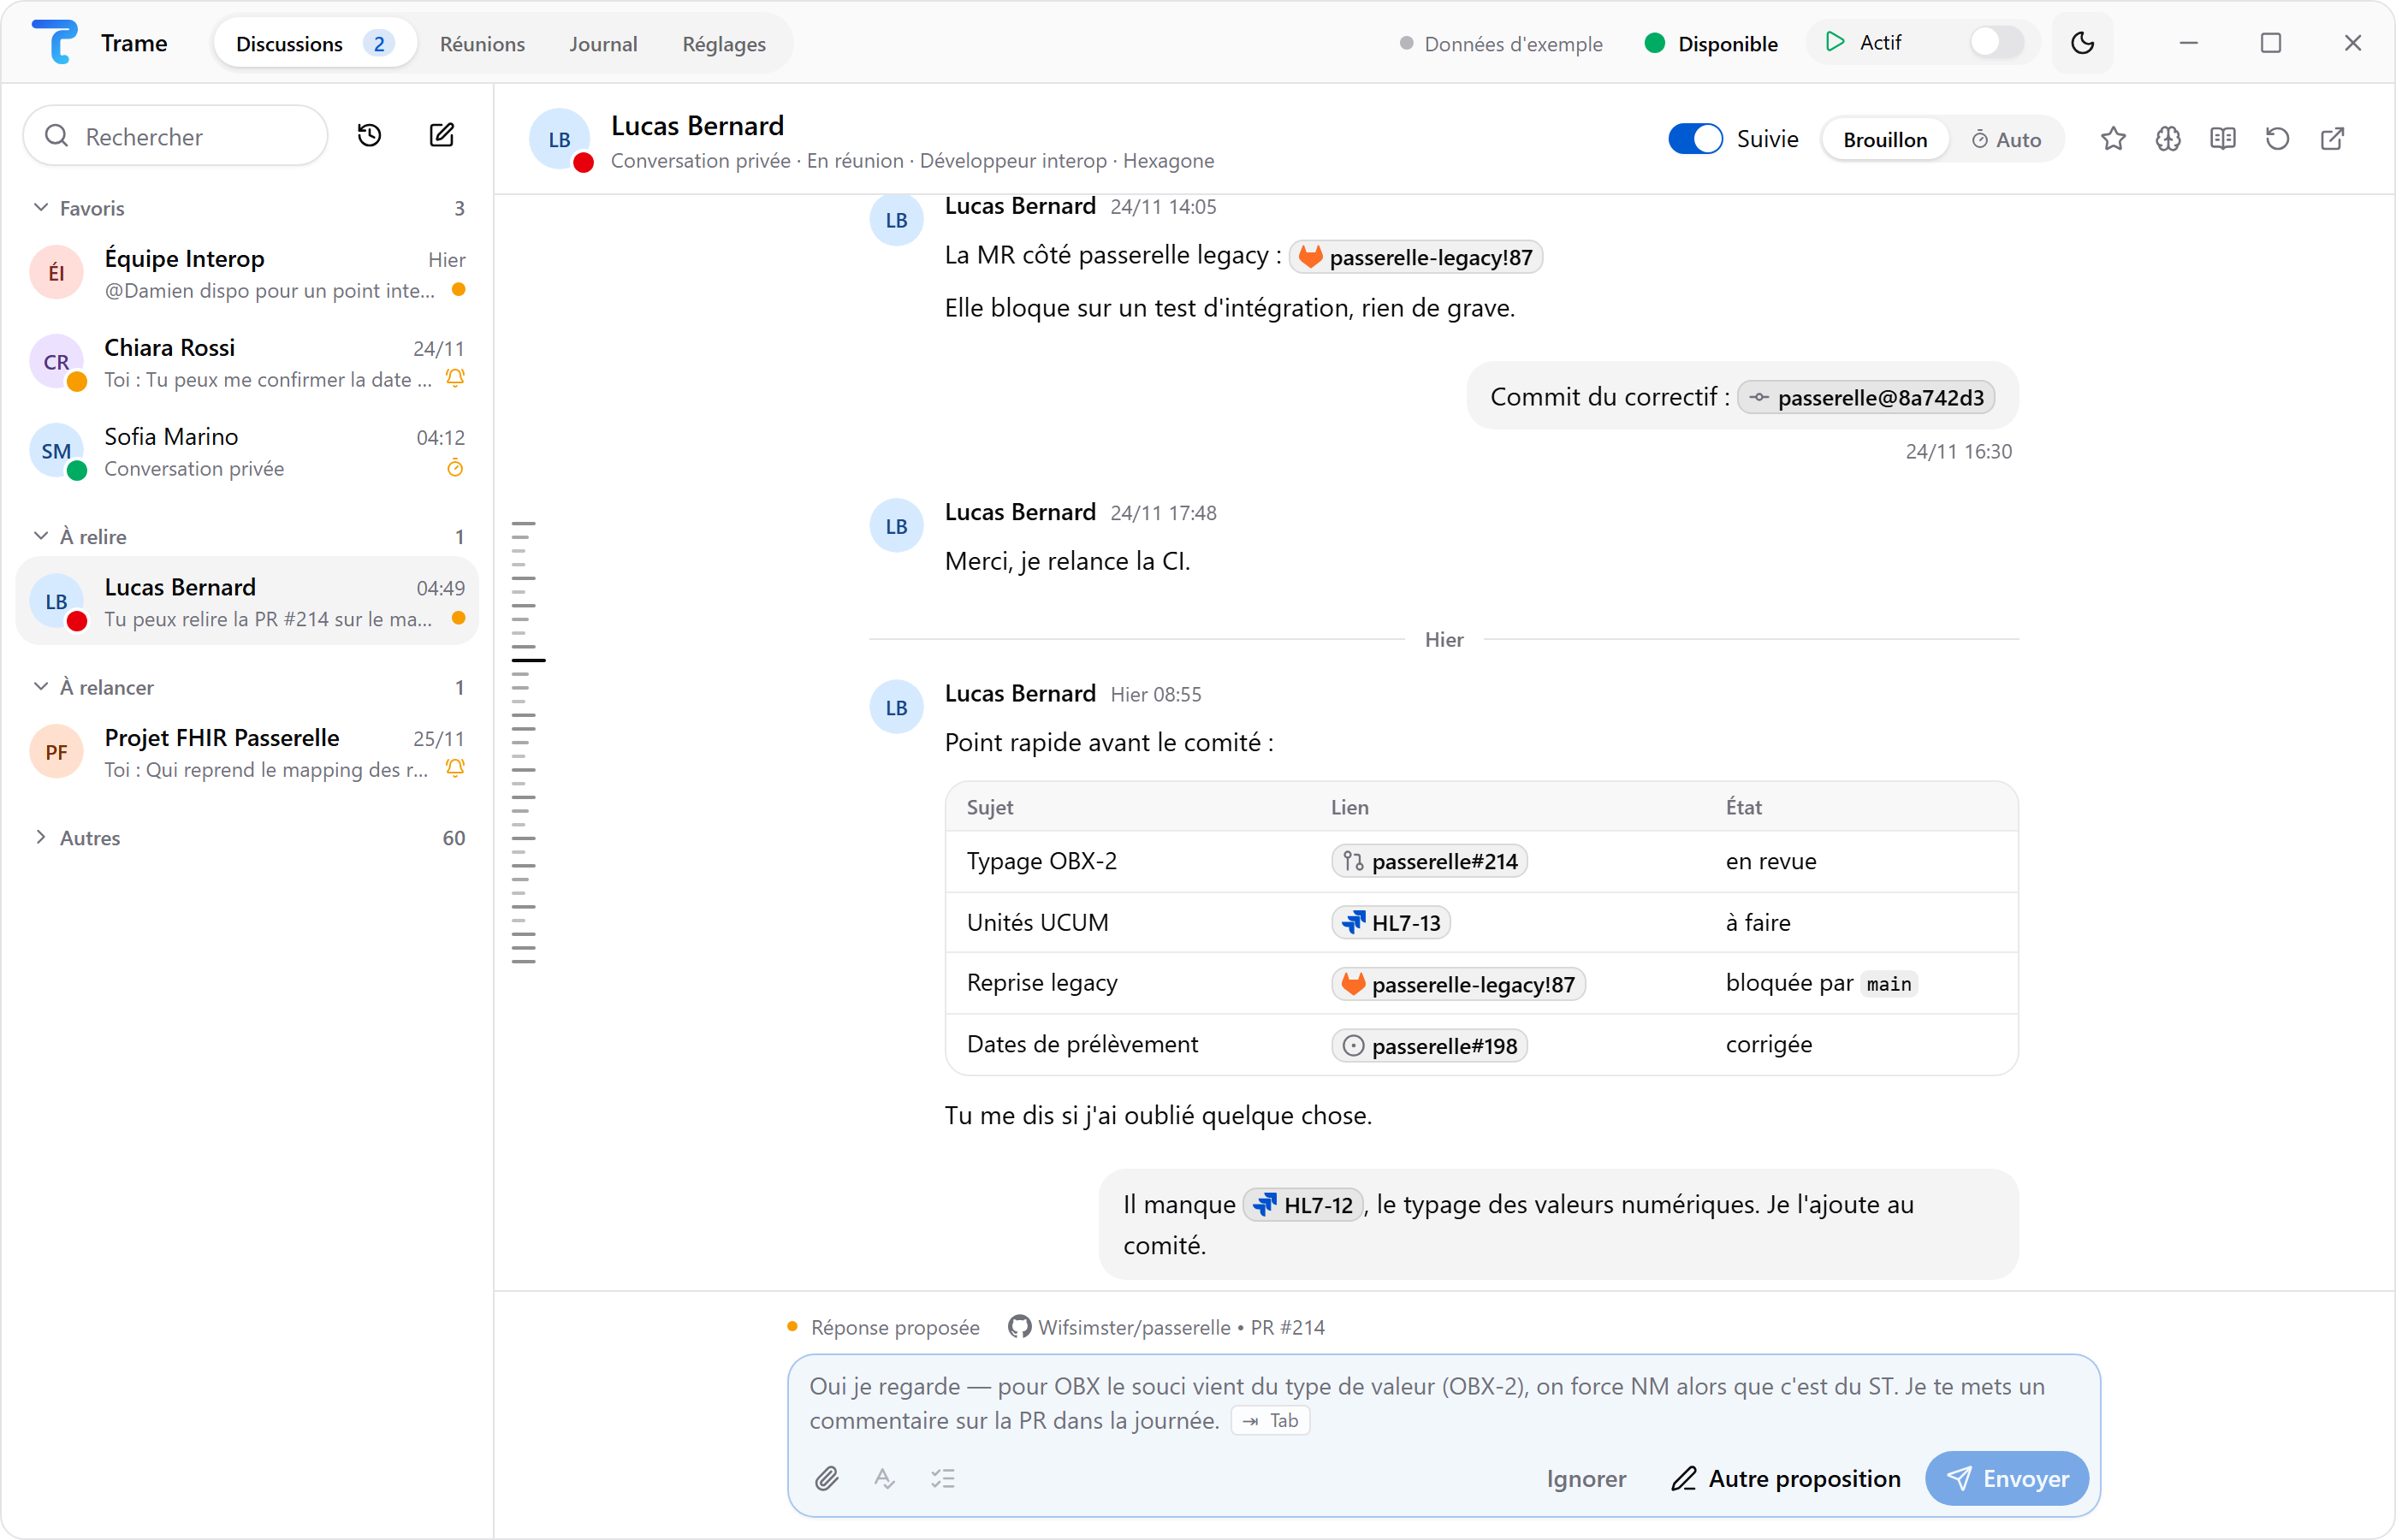 Trame
Discussions 2
Réunions
Journal
Réglages
Données d'exemple
Disponible
Actif
Rechercher
Favoris 3
ÉI
Équipe Interop Hier
@Damien dispo pour un point inte...
CR
Chiara Rossi 24/11
Toi : Tu peux me confirmer la date ...
SM
Sofia Marino 04:12
Conversation privée
À relire 1
LB
Lucas Bernard 04:49
Tu peux relire la PR #214 sur le ma...
À relancer 1
PF
Projet FHIR Passerelle 25/11
Toi : Qui reprend le mapping des r...
Autres 60
LB
Lucas Bernard
Conversation privée · En réunion · Développeur interop · Hexagone
Suivie
Brouillon
Auto
LB
Lucas Bernard 24/11 14:05
La MR côté passerelle legacy : passerelle-legacy!87
Elle bloque sur un test d'intégration, rien de grave.
Commit du correctif : passerelle@8a742d3
24/11 16:30
LB
Lucas Bernard 24/11 17:48
Merci, je relance la CI.
Hier
LB
Lucas Bernard Hier 08:55
Point rapide avant le comité :
Sujet Lien État
Typage OBX-2 passerelle#214 en revue
Unités UCUM HL7-13 à faire
Reprise legacy passerelle-legacy!87 bloquée par main
Dates de prélèvement passerelle#198 corrigée
Tu me dis si j'ai oublié quelque chose.
Il manque HL7-12, le typage des valeurs numériques. Je l'ajoute au
comité.
Réponse proposée Wifsimster/passerelle • PR #214
Oui je regarde — pour OBX le souci vient du type de valeur (OBX-2), on force NM alors que c'est du ST. Je te mets un
commentaire sur la PR dans la journée. Tab
Ignorer
Autre proposition
Envoyer